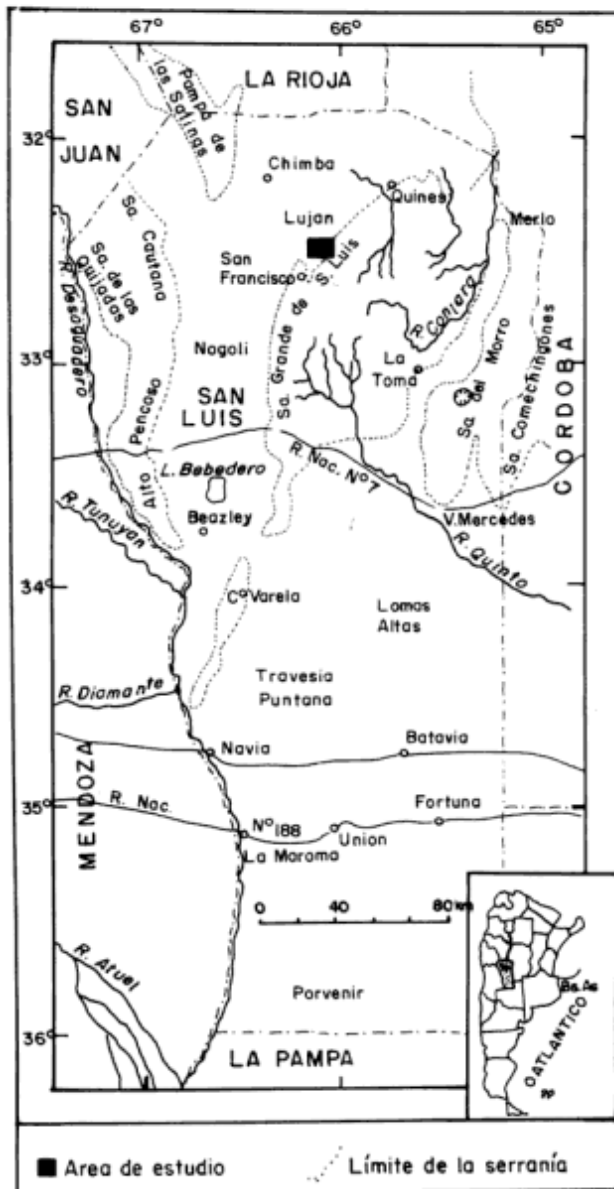 67°
66°
65°
LA RIOJA
SAN
JUAN
Pampa de
las Salinas
32°
Chimba
Quines
Lujan
Merlo
San
Francisco
Sa. Grande de S. Luis
Sa. Cautana
Sa. de las
Quijadas
R. Desaguadero
R. Conlara
33°
Nogoli
La
Toma
Sa. del Morro
Sa. Comechingones
CORDOBA
SAN
LUIS
Alto Pencoso
L. Bebedero
R. Nac. Nº 7
Beazley
V. Mercedes
R. Tunuyan
R. Quinto
34°
Cº Varela
Lomas
Altas
Travesia
Puntana
R. Diamante
Navia
Batavia
MENDOZA
35°
R. Nac.
Nº 188
Fortuna
Union
La Maroma
0
40
80 km
R. Atuel
Porvenir
36°
LA PAMPA
Bs. As
OATLANTICO
Area de estudio
Límite de la serranía